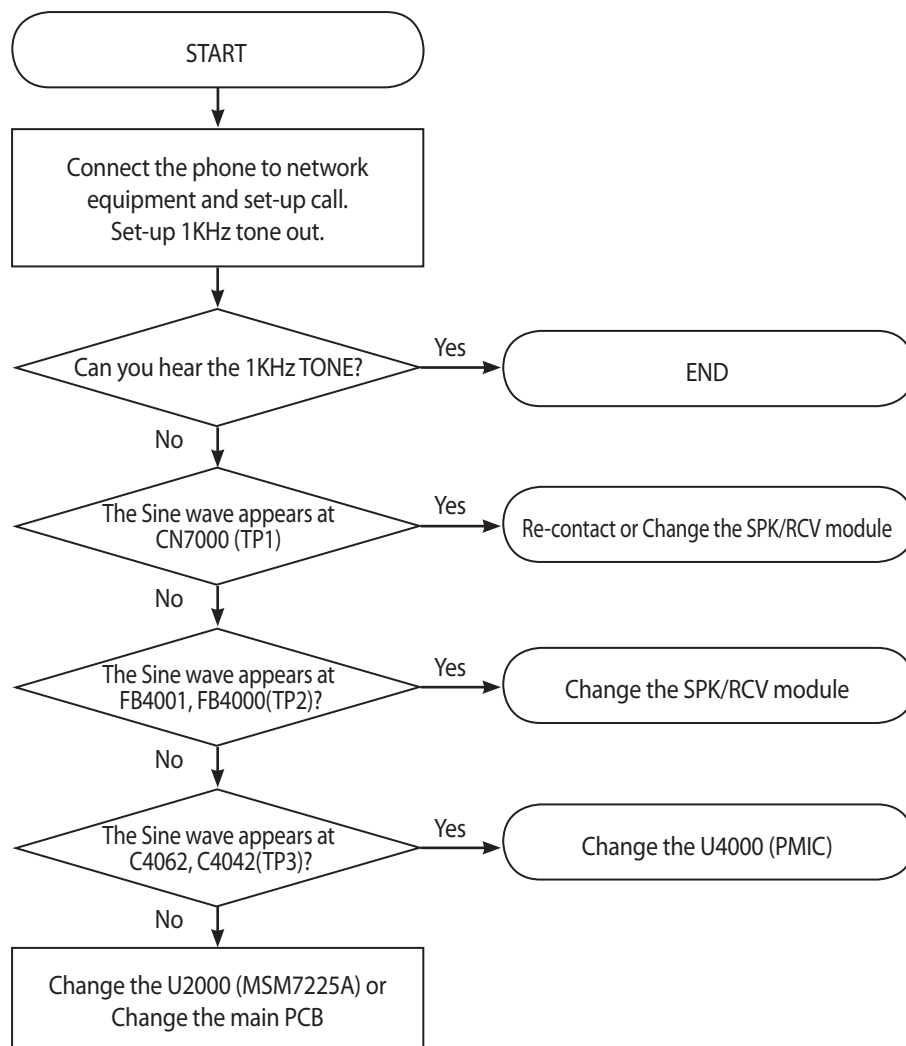 START
Connect the phone to network
equipment and set-up call.
Set-up 1KHz tone out.
Can you hear the 1KHz TONE?
Yes
END
No
The Sine wave appears at
CN7000 (TP1)
Yes
Re-contact or Change the SPK/RCV module
No
The Sine wave appears at
FB4001, FB4000(TP2)?
Yes
Change the SPK/RCV module
No
The Sine wave appears at
C4062, C4042(TP3)?
Yes
Change the U4000 (PMIC)
No
Change the U2000 (MSM7225A) or
Change the main PCB